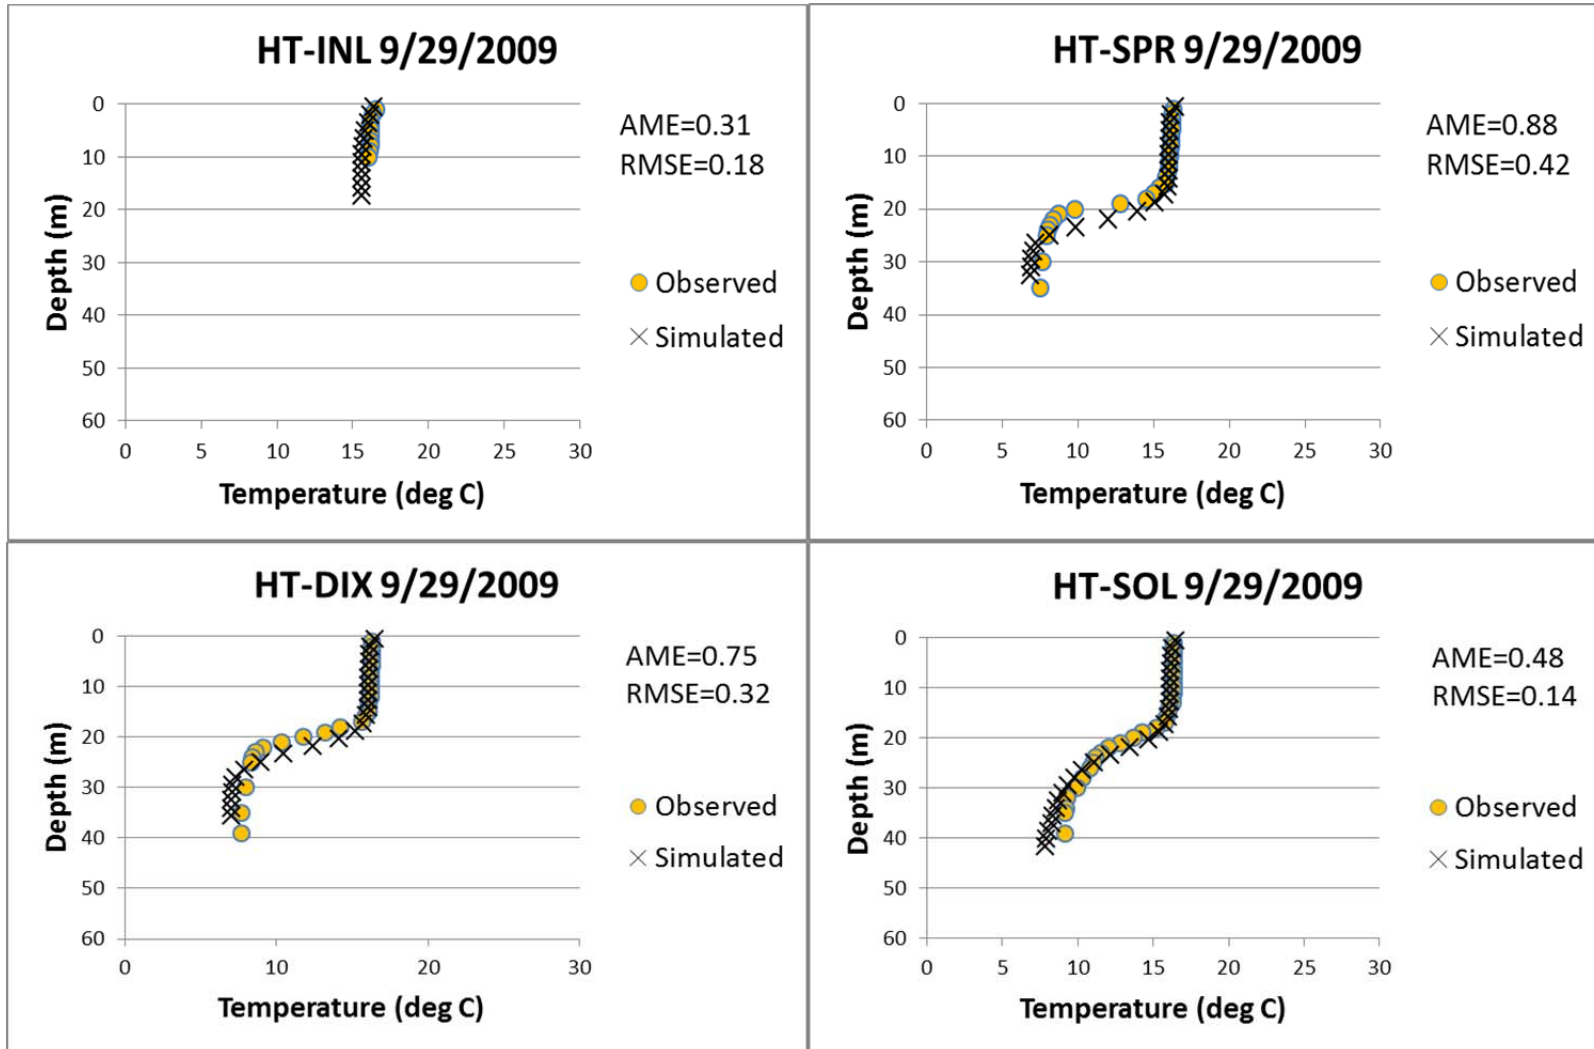 HT-INL 9/29/2009
AME=0.31
RMSE=0.18
0
10
20
30
40
50
60
Depth (m)
0 5 10 15 20 25 30
Temperature (deg C)
Observed
Simulated
HT-SPR 9/29/2009
AME=0.88
RMSE=0.42
0
10
20
30
40
50
60
Depth (m)
0 5 10 15 20 25 30
Temperature (deg C)
Observed
Simulated
HT-DIX 9/29/2009
AME=0.75
RMSE=0.32
0
10
20
30
40
50
60
Depth (m)
0 10 20 30
Temperature (deg C)
Observed
Simulated
HT-SOL 9/29/2009
AME=0.48
RMSE=0.14
0
10
20
30
40
50
60
Depth (m)
0 5 10 15 20 25 30
Temperature (deg C)
Observed
Simulated